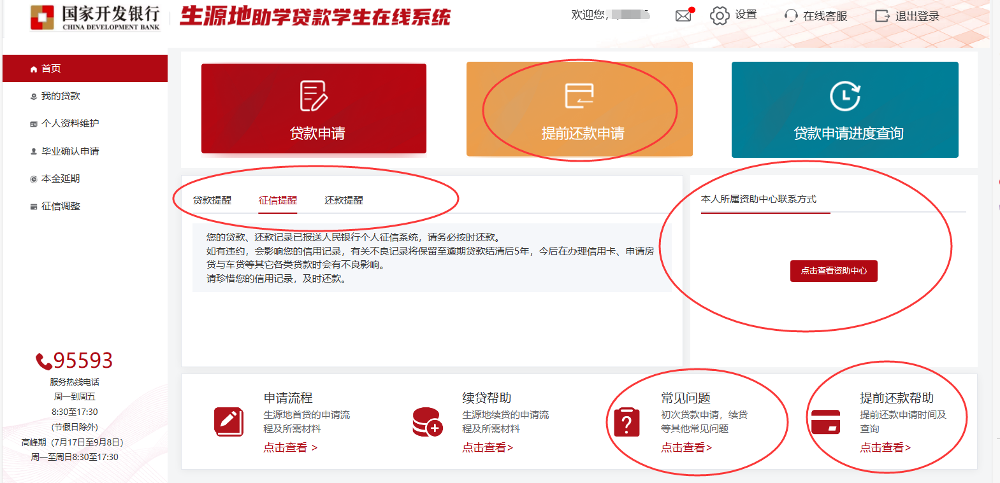 国家开发银行
CHINA DEVELOPMENT BANK
生源地助学贷款学生在线系统
欢迎您,
设置
在线客服
退出登录
首页
我的贷款
个人资料维护
毕业确认申请
本金延期
征信调整
95593
服务热线电话
周一到周五
8:30至17:30
(节假日除外)
高峰期（7月17日至9月8日）
周一至周日8:30至17:30
贷款申请
提前还款申请
贷款申请进度查询
贷款提醒
征信提醒
还款提醒
您的贷款、还款记录已报送人民银行个人征信系统，请务必按时还款。
如有违约，会影响您的信用记录，有关不良记录将保留至逾期贷款结清后5年，今后在办理信用卡、申请房
贷与车贷等其它各类贷款时会有不良影响。
请珍惜您的信用记录，及时还款。
本人所属资助中心联系方式
点击查看资助中心
申请流程
生源地首贷的申请流
程及所需材料
点击查看 >
续贷帮助
生源地续贷的申请流
程及所需材料
点击查看>
常见问题
初次贷款申请，续贷
等其他常见问题
点击查看>
提前还款帮助
提前还款申请时间及
查询
点击查看>